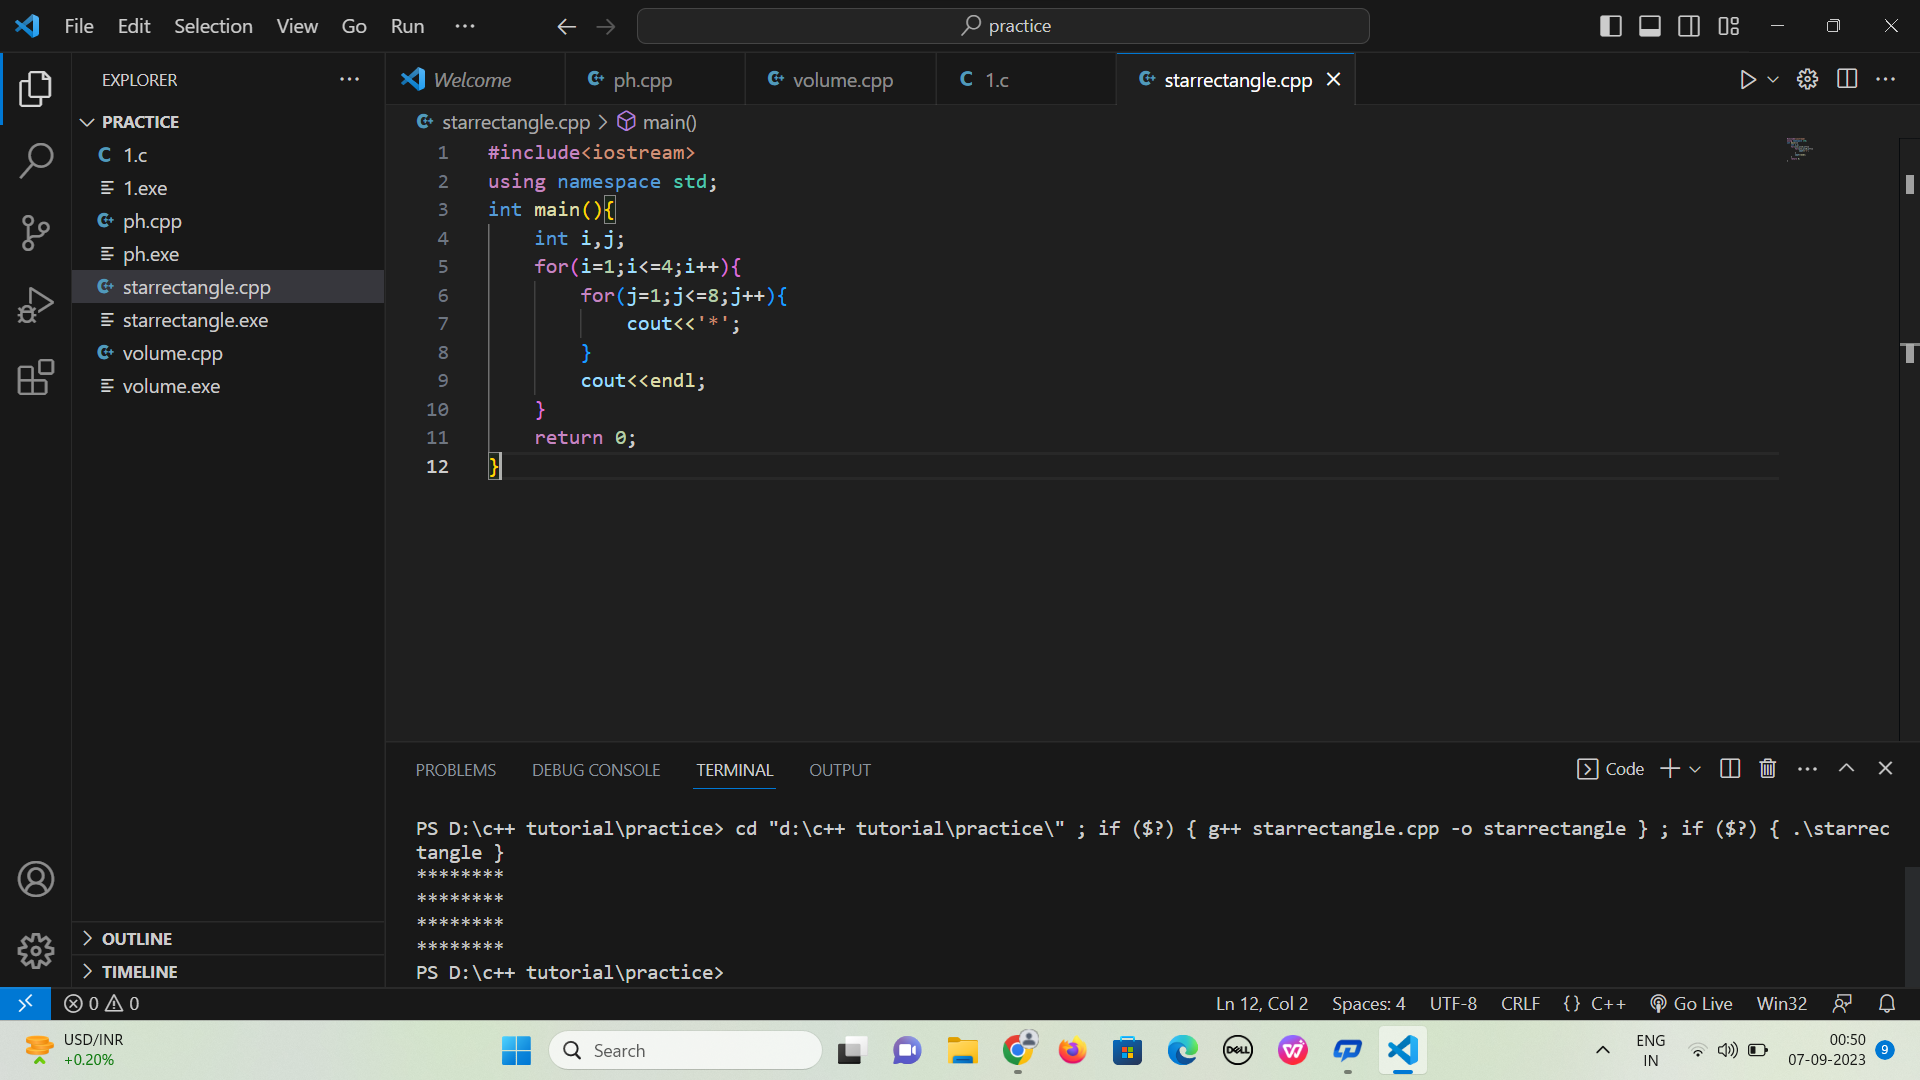 File Edit Selection View Go Run ··· practice
EXPLORER ···
PRACTICE
1.c
1.exe
ph.cpp
ph.exe
starrectangle.cpp
starrectangle.exe
volume.cpp
volume.exe
OUTLINE
TIMELINE
Welcome ph.cpp volume.cpp 1.c starrectangle.cpp
starrectangle.cpp > main()
1 #include<iostream>
2 using namespace std;
3 int main(){
4     int i,j;
5     for(i=1;i<=4;i++){
6         for(j=1;j<=8;j++){
7             cout<<'*';
8         }
9         cout<<endl;
10     }
11     return 0;
12 }
PROBLEMS DEBUG CONSOLE TERMINAL OUTPUT Code
PS D:\c++ tutorial\practice> cd "d:\c++ tutorial\practice\" ; if ($?) { g++ starrectangle.cpp -o starrectangle } ; if ($?) { .\starrec
tangle }
********
********
********
********
PS D:\c++ tutorial\practice>
0 0 Ln 12, Col 2 Spaces: 4 UTF-8 CRLF {} C++ Go Live Win32
USD/INR
+0.20%
Search
DELL
ENG
IN
00:50
07-09-2023
9